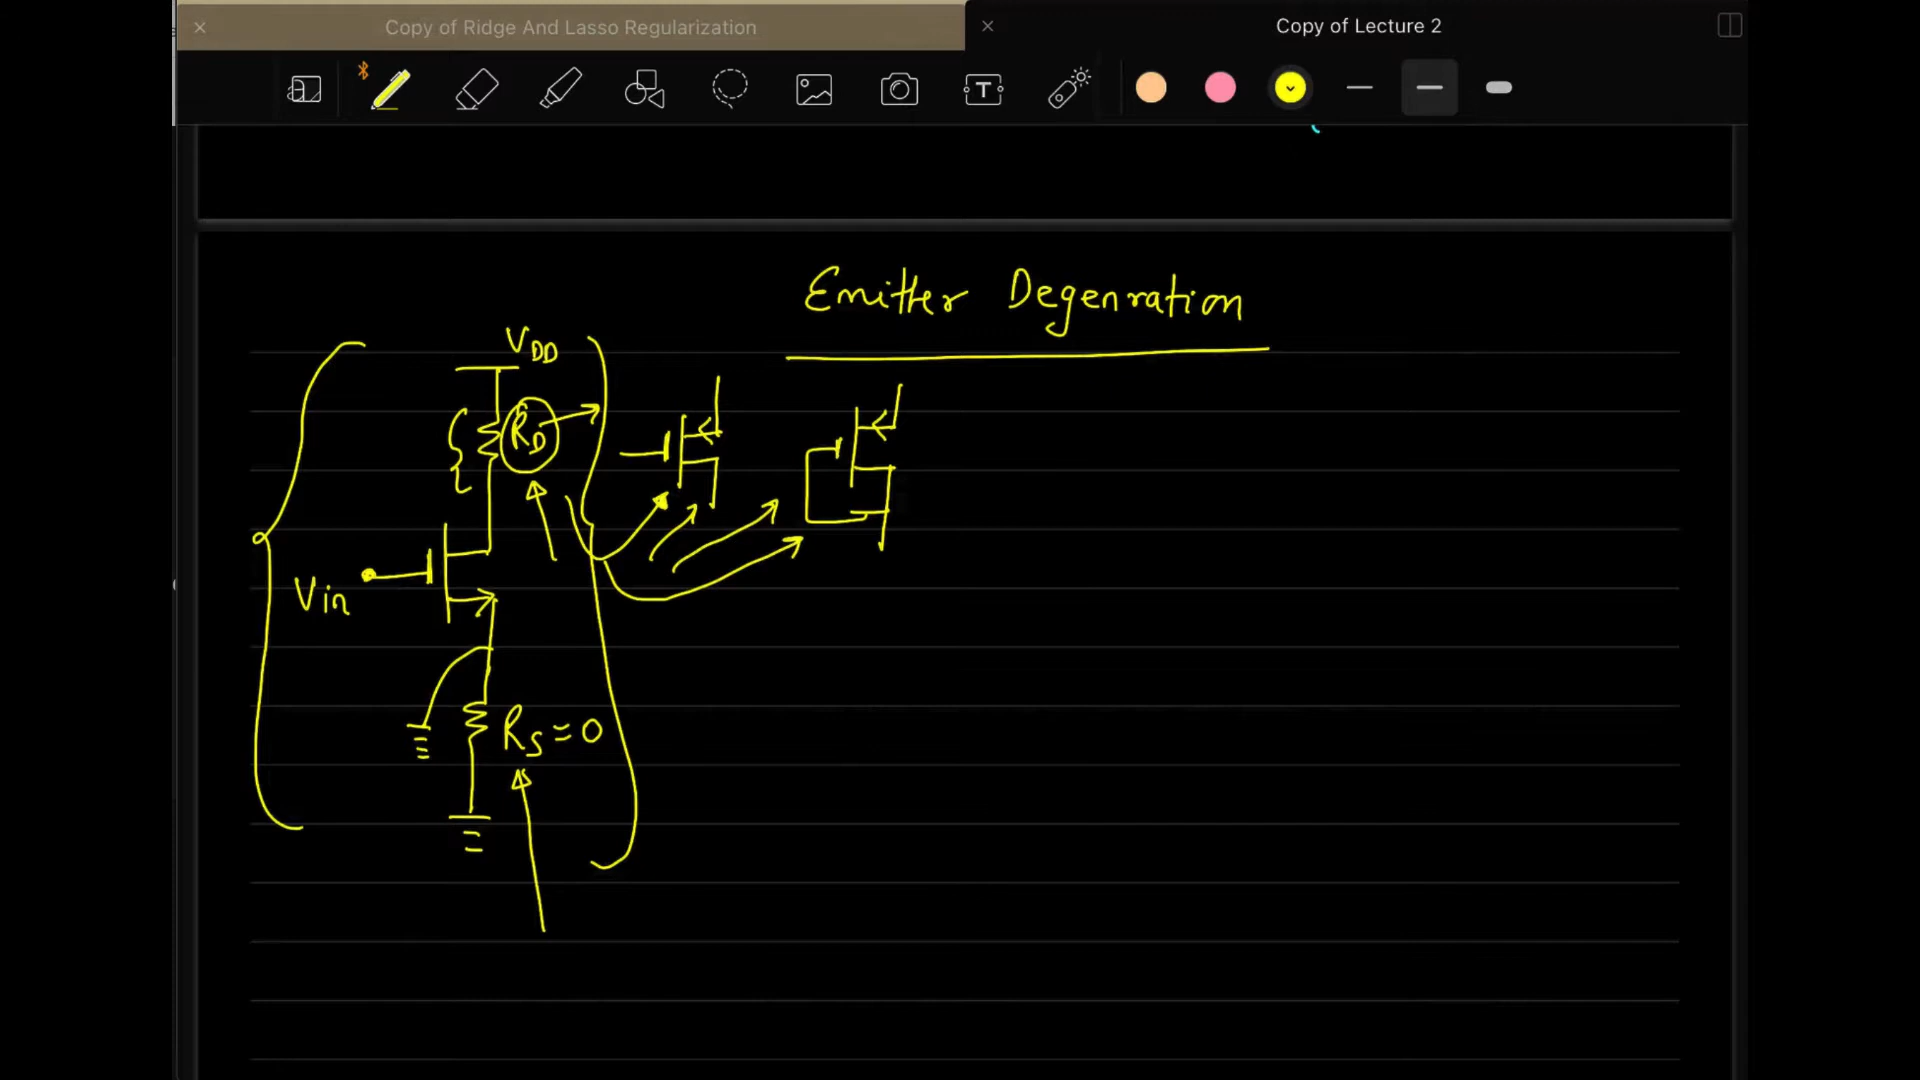 Copy of Ridge And Lasso Regularization
Copy of Lecture 2
T
Emitter Degenration
VDD
RD
Vin
RS = 0